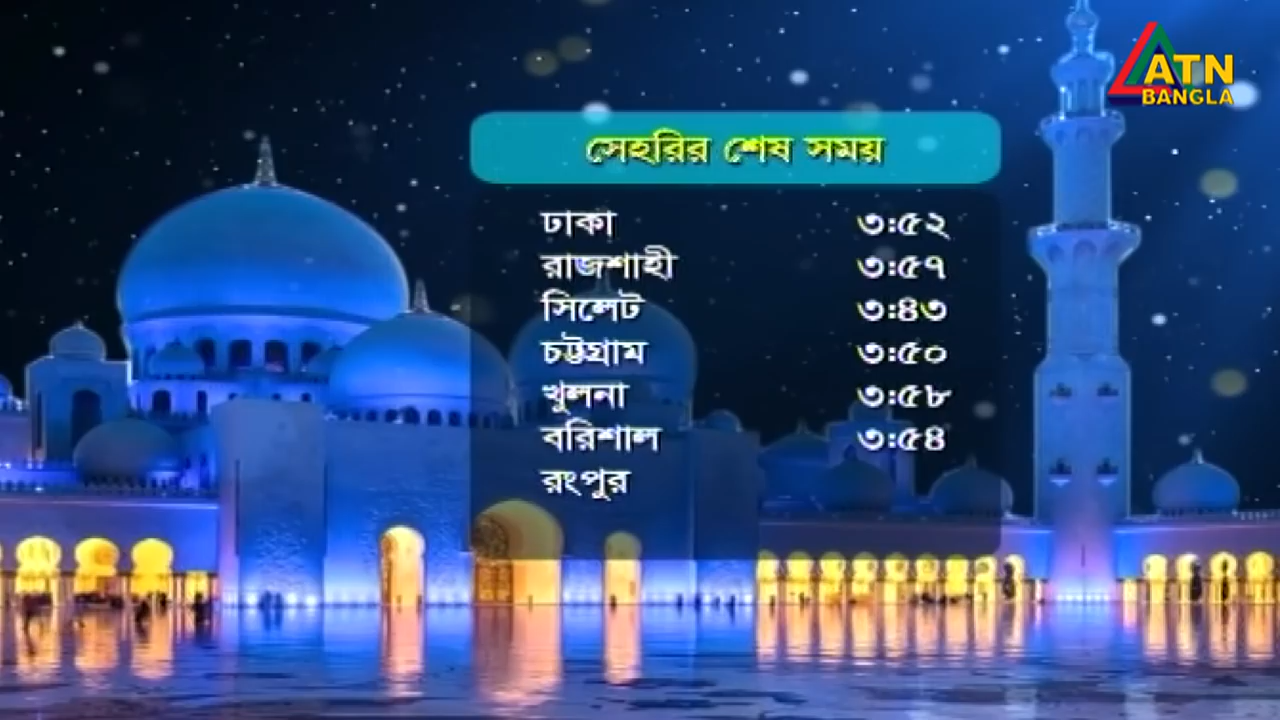 ATN
BANGLA
সেহরির শেষ সময়
ঢাকা ৩:৫২
রাজশাহী ৩:৫৭
সিলেট ৩:৪৩
চট্টগ্রাম ৩:৫০
খুলনা ৩:৫৮
বরিশাল ৩:৫৪
রংপুর